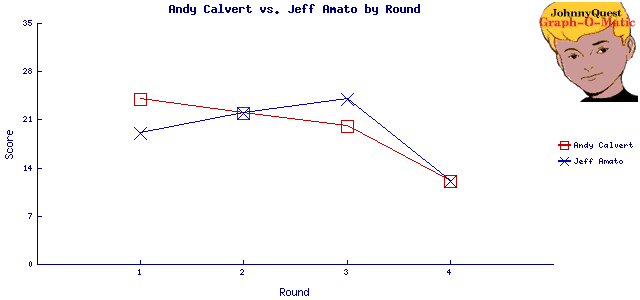 Andy Calvert vs. Jeff Amato by Round
JohnnyQuest
Graph-O-Matic
35
28
21
14
7
0
Score
1 2 3 4
Round
Andy Calvert
Jeff Amato